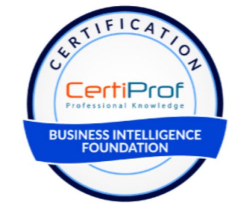 CERTIFICATION
CertiProf
Professional Knowledge
BUSINESS INTELLIGENCE
FOUNDATION